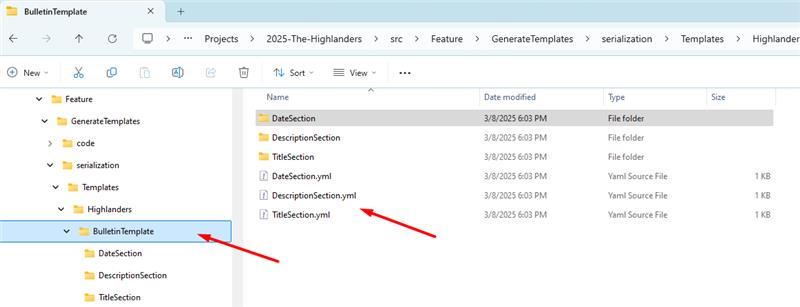 BulletinTemplate
Projects 2025-The-Highlanders src Feature GenerateTemplates serialization Templates Highlander
New Sort View
Feature
GenerateTemplates
code
serialization
Templates
Highlanders
BulletinTemplate
DateSection
DescriptionSection
TitleSection
Name Date modified Type Size
DateSection 3/8/2025 6:03 PM File folder
DescriptionSection 3/8/2025 6:03 PM File folder
TitleSection 3/8/2025 6:03 PM File folder
DateSection.yml 3/8/2025 6:03 PM Yaml Source File 1 KB
DescriptionSection.yml 3/8/2025 6:03 PM Yaml Source File 1 KB
TitleSection.yml 3/8/2025 6:03 PM Yaml Source File 1 KB